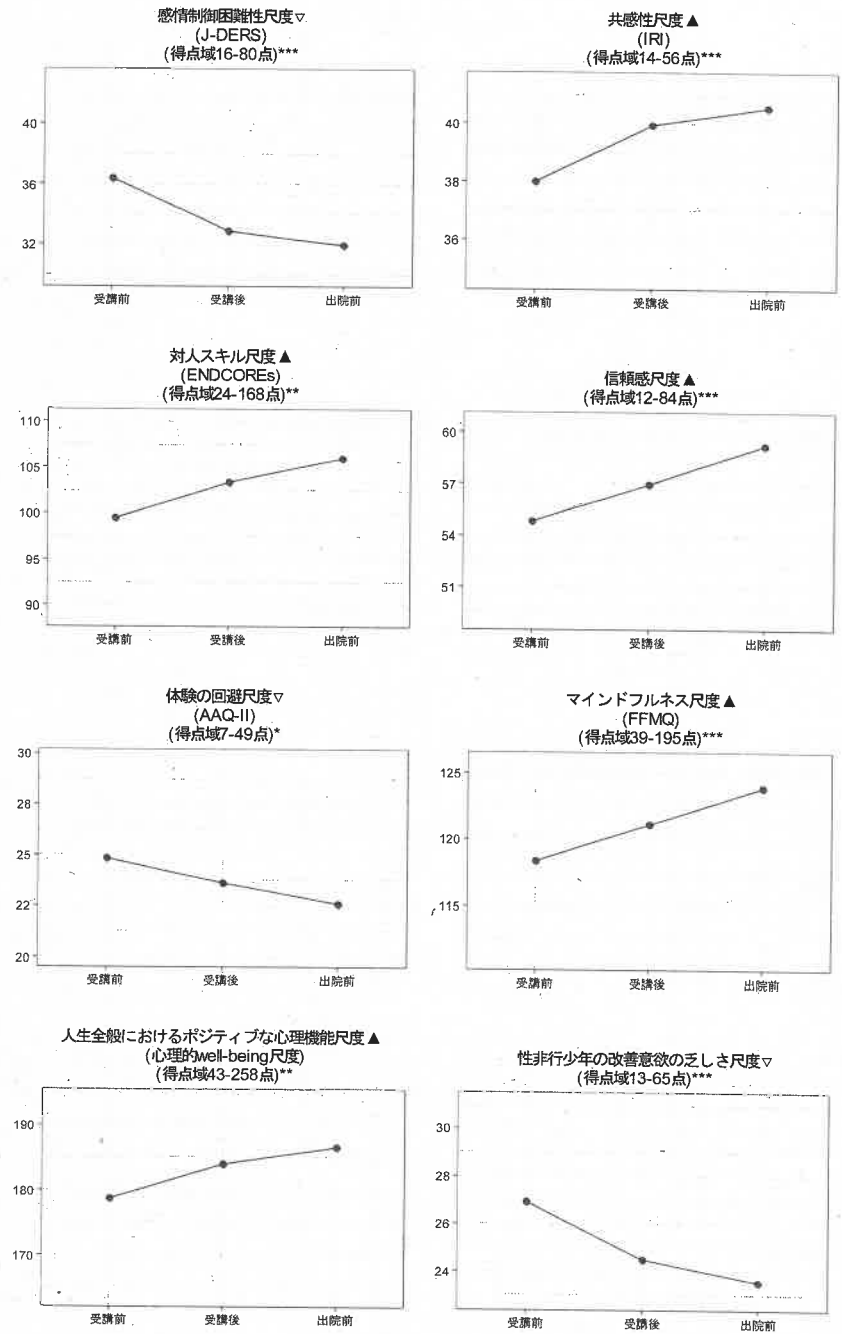 感情制御困難性尺度▽
(J-DERS)
(得点域16-80点)***
40
36
32
受講前 受講後 出院前
共感性尺度▲
(IRI)
(得点域14-56点)***
40
38
36
受講前 受講後 出院前
対人スキル尺度▲
(ENDCOREs)
(得点域24-168点)**
110
105
100
95
90
受講前 受講後 出院前
信頼感尺度▲
(得点域12-84点)***
60
57
54
51
受講前 受講後 出院前
体験の回避尺度▽
(AAQ-II)
(得点域7-49点)*
30
28
25
22
20
受講前 受講後 出院前
マインドフルネス尺度▲
(FFMQ)
(得点域39-195点)***
125
120
115
受講前 受講後 出院前
人生全般におけるポジティブな心理機能尺度▲
(心理的well-being尺度)
(得点域43-258点)**
190
180
170
受講前 受講後 出院前
性非行少年の改善意欲の乏しさ尺度▽
(得点域13-65点)***
30
28
26
24
受講前 受講後 出院前